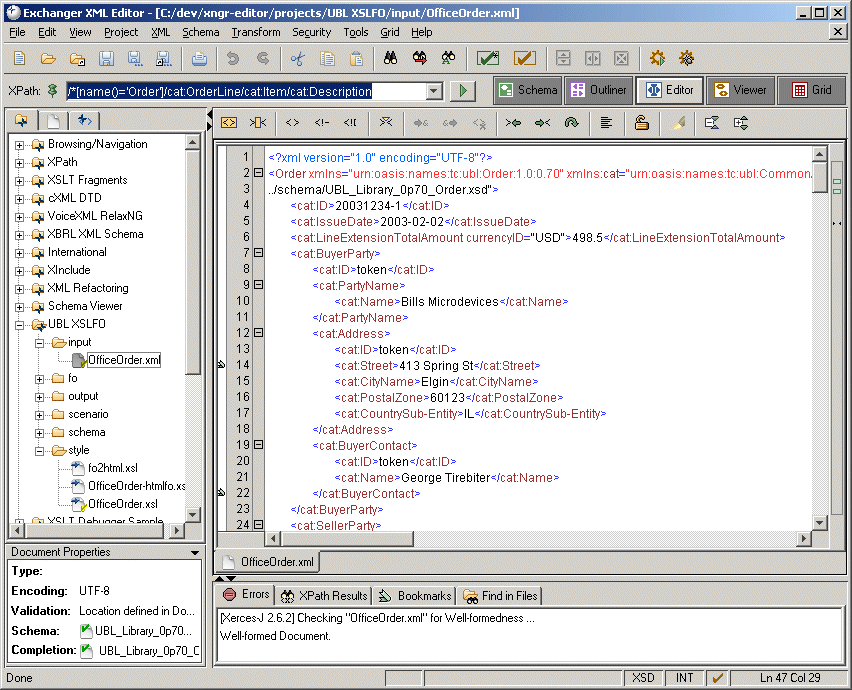 Exchanger XML Editor - [C:/dev/xngr-editor/projects/UBL XSLFO/input/OfficeOrder.xml]
File Edit View Project XML Schema Transform Security Tools Grid Help
XPath: /*[name()='Order']/cat:OrderLine/cat:Item/cat:Description Schema Outliner Editor Viewer Grid
Browsing/Navigation
XPath
XSLT Fragments
cXML DTD
VoiceXML RelaxNG
XBRL XML Schema
International
XInclude
XML Refactoring
Schema Viewer
UBL XSLFO
input
OfficeOrder.xml
fo
output
scenario
schema
style
fo2html.xsl
OfficeOrder-htmlfo.xs
OfficeOrder.xsl
XSLT Debugger Sample
1 <?xml version="1.0" encoding="UTF-8"?>
2 <Order xmlns="urn:oasis:names:tc:ubl:Order:1.0:0.70" xmlns:cat="urn:oasis:names:tc:ubl:Common
3 ../schema/UBL_Library_0p70_Order.xsd">
4 <cat:ID>20031234-1</cat:ID>
5 <cat:IssueDate>2003-02-02</cat:IssueDate>
6 <cat:LineExtensionTotalAmount currencyID="USD">498.5</cat:LineExtensionTotalAmount>
7 <cat:BuyerParty>
8 <cat:ID>token</cat:ID>
9 <cat:PartyName>
10 <cat:Name>Bills Microdevices</cat:Name>
11 </cat:PartyName>
12 <cat:Address>
13 <cat:ID>token</cat:ID>
14 <cat:Street>413 Spring St</cat:Street>
15 <cat:CityName>Elgin</cat:CityName>
16 <cat:PostalZone>60123</cat:PostalZone>
17 <cat:CountrySub-Entity>IL</cat:CountrySub-Entity>
18 </cat:Address>
19 <cat:BuyerContact>
20 <cat:ID>token</cat:ID>
21 <cat:Name>George Tirebiter</cat:Name>
22 </cat:BuyerContact>
23 </cat:BuyerParty>
24 <cat:SellerParty>
OfficeOrder.xml
Document Properties
Type:
Encoding: UTF-8
Validation: Location defined in Do...
Schema: UBL_Library_0p70...
Completion: UBL_Library_0p70_C
Errors XPath Results Bookmarks Find in Files
[Xerces-J 2.6.2] Checking "OfficeOrder.xml" for Well-formedness ...
Well-formed Document.
Done XSD INT Ln 47 Col 29